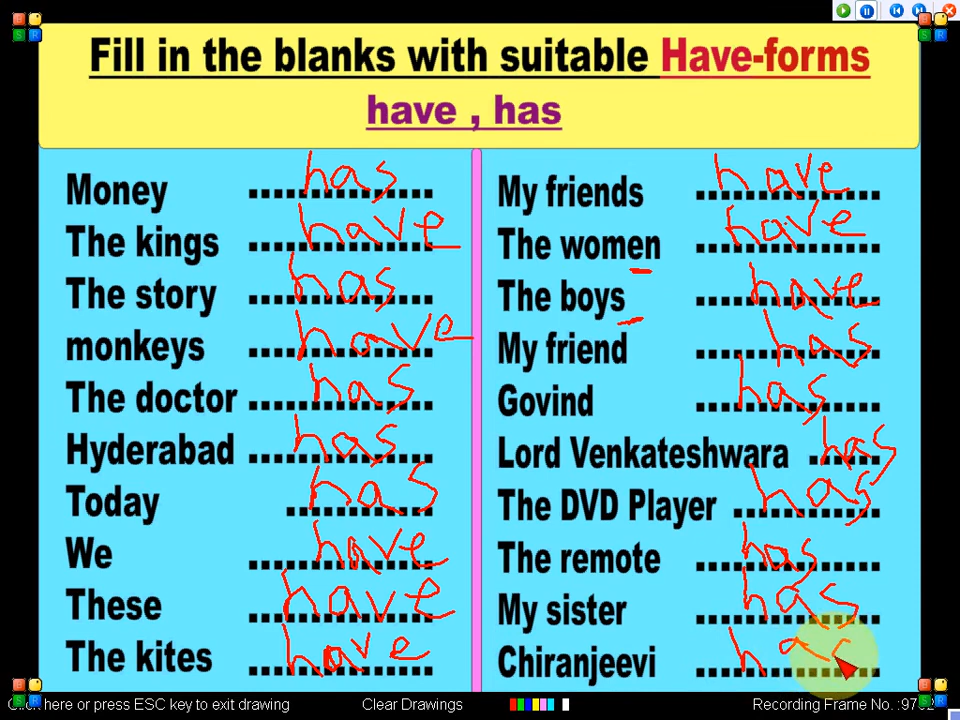 Fill in the blanks with suitable Have-forms
have , has
Money ............... has
The kings ............... have
The story ............... has
monkeys ............... have
The doctor ............... has
Hyderabad ............... has
Today ............ has
We ............... have
These ............... have
The kites ............... have
My friends ............... have
The women ............... have
The boys ............... have
My friend ............... has
Govind ............... has
Lord Venkateshwara ...... has
The DVD Player ............ has
The remote ............... has
My sister ............... has
Chiranjeevi ............... has
Click here or press ESC key to exit drawing Clear Drawings Recording Frame No. :